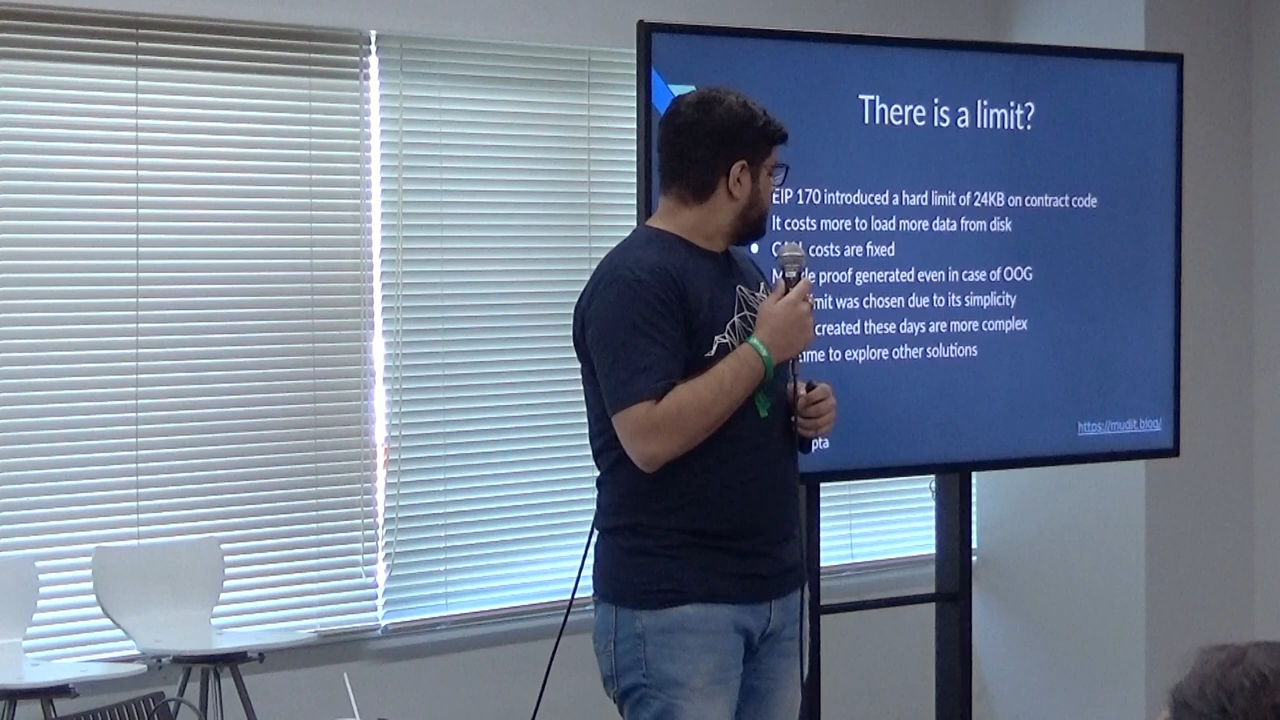 There is a limit?
EIP 170 introduced a hard limit of 24KB on contract code
It costs more to load more data from disk
costs are fixed
proof generated even in case of OOG
was chosen due to its simplicity
created these days are more complex
to explore other solutions
https://mudit.blog/